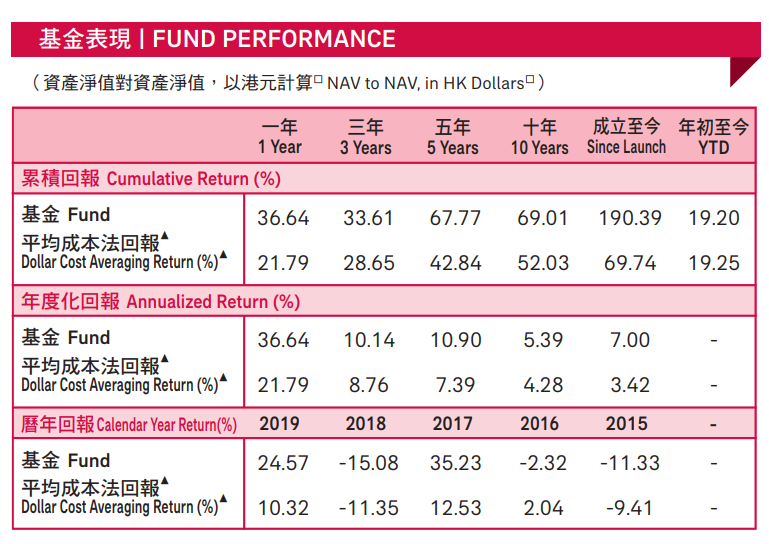 基金表現 | FUND PERFORMANCE
（資產淨值對資產淨值，以港元計算□ NAV to NAV, in HK Dollars□）
一年 三年 五年 十年 成立至今 年初至今
1 Year 3 Years 5 Years 10 Years Since Launch YTD
累積回報 Cumulative Return (%)
基金 Fund 36.64 33.61 67.77 69.01 190.39 19.20
平均成本法回報▲
Dollar Cost Averaging Return (%)▲ 21.79 28.65 42.84 52.03 69.74 19.25
年度化回報 Annualized Return (%)
基金 Fund 36.64 10.14 10.90 5.39 7.00 -
平均成本法回報▲
Dollar Cost Averaging Return (%)▲ 21.79 8.76 7.39 4.28 3.42 -
曆年回報 Calendar Year Return(%) 2019 2018 2017 2016 2015 -
基金 Fund 24.57 -15.08 35.23 -2.32 -11.33 -
平均成本法回報▲
Dollar Cost Averaging Return (%)▲ 10.32 -11.35 12.53 2.04 -9.41 -